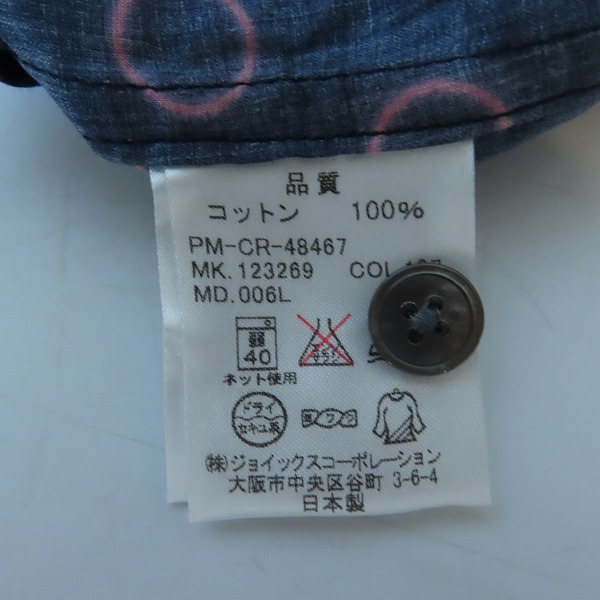 品質
コットン 100%
PM-CR-48467
MK.123269 COL
MD.006L
弱
40
ネット使用
ドライ
セキユ系
(株)ジョイックスコーポレーション
大阪市中央区谷町 3-6-4
日本製